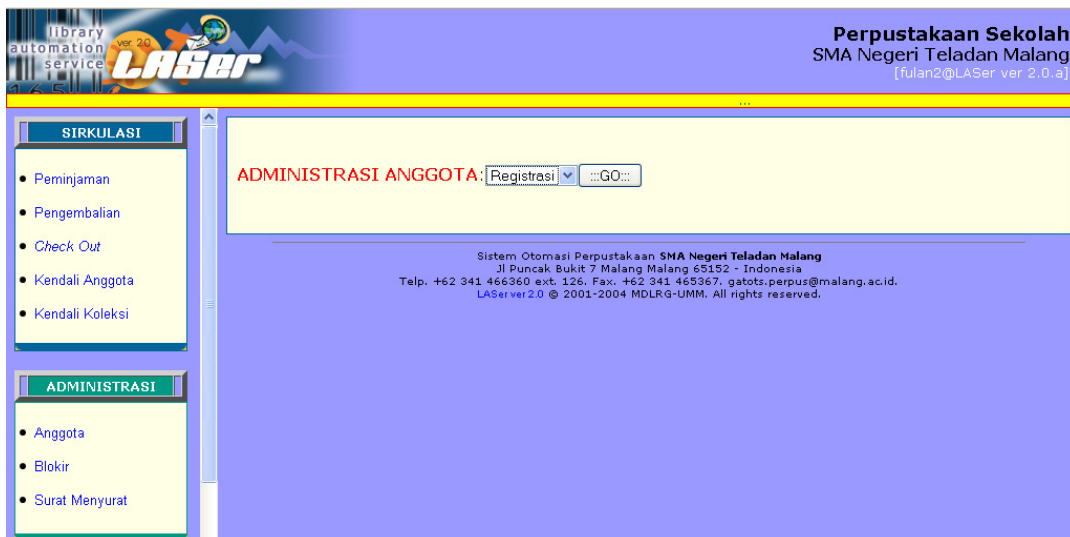 library
automation
service
ver. 2.0
LASer
Perpustakaan Sekolah
SMA Negeri Teladan Malang
[fulan2@LASer ver 2.0.a]
...
SIRKULASI
Peminjaman
Pengembalian
Check Out
Kendali Anggota
Kendali Koleksi
ADMINISTRASI
Anggota
Blokir
Surat Menyurat
ADMINISTRASI ANGGOTA: Registrasi :::GO:::
Sistem Otomasi Perpustakaan SMA Negeri Teladan Malang
Jl Puncak Bukit 7 Malang Malang 65152 - Indonesia
Telp. +62 341 466360 ext. 126. Fax. +62 341 465367. gatots.perpus@malang.ac.id.
LASer ver2.0 © 2001-2004 MDLRG-UMM. All rights reserved.